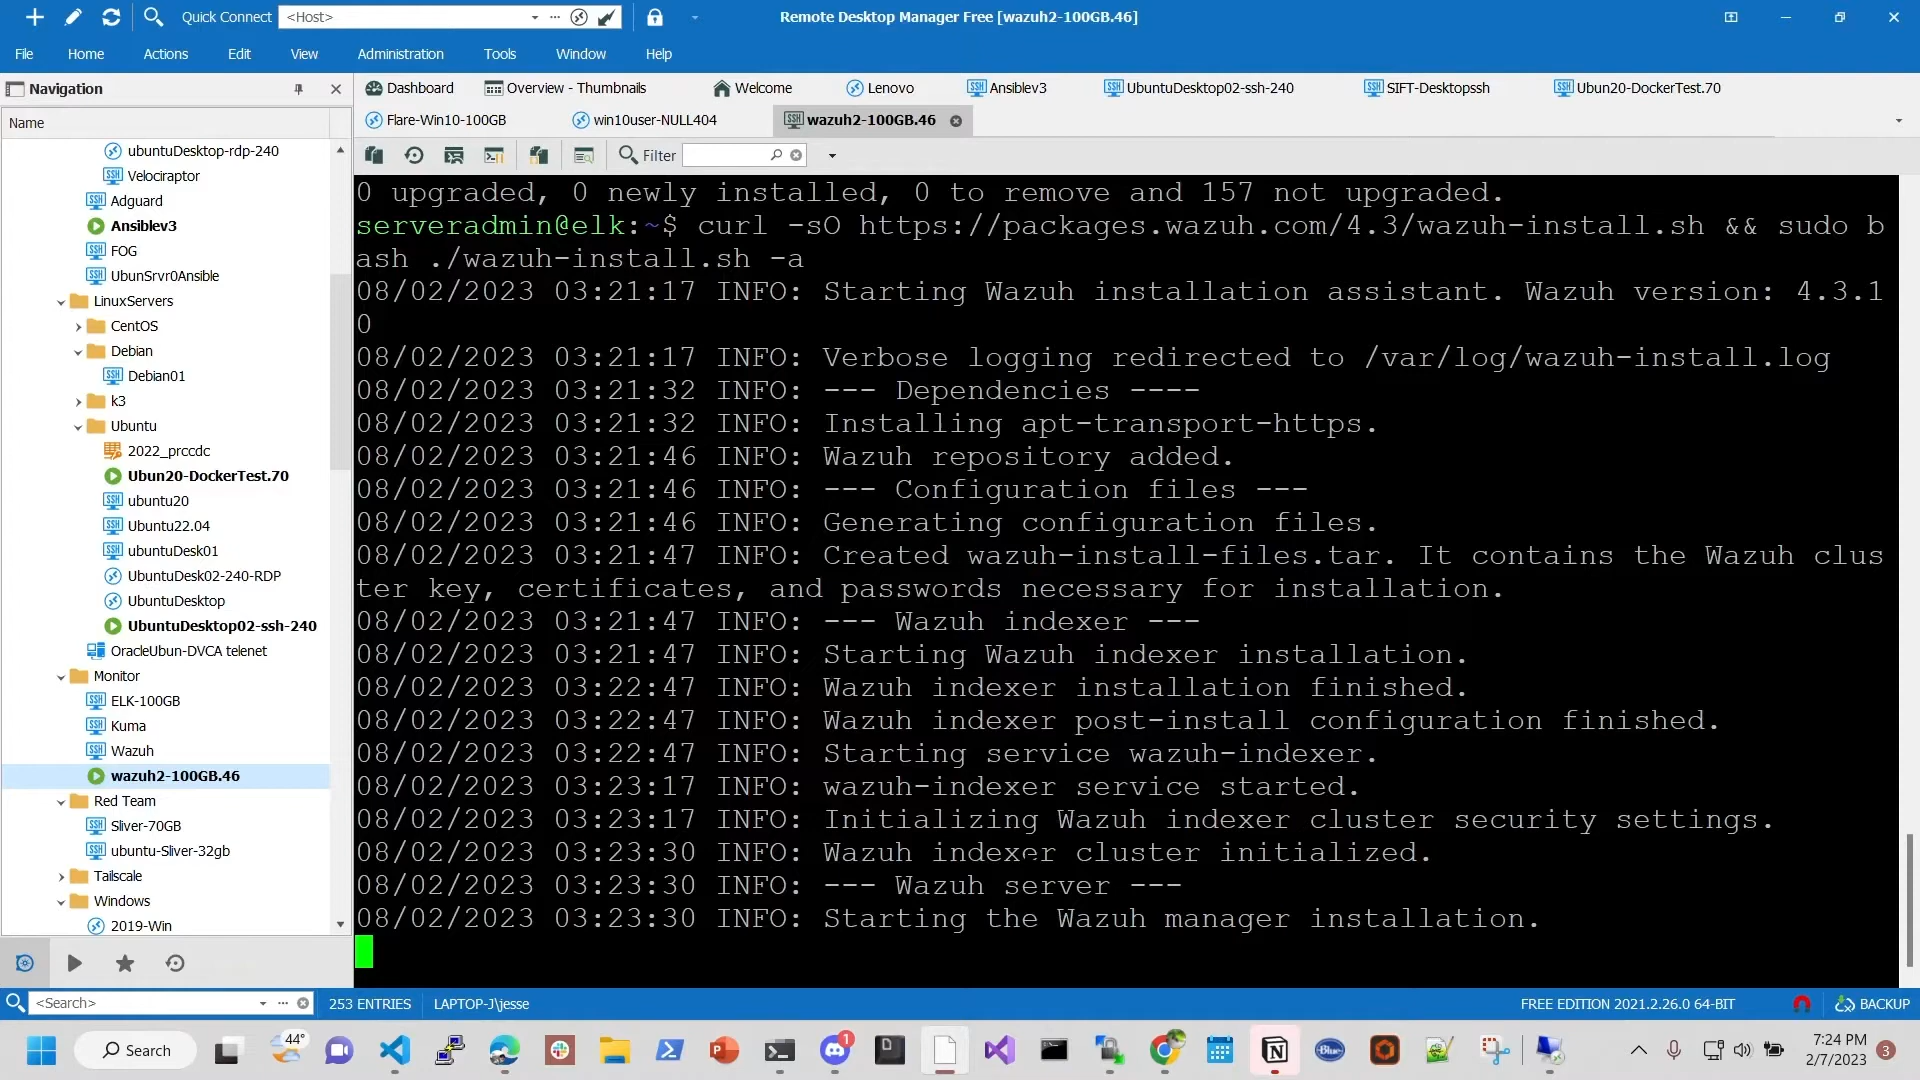 Quick Connect <Host>
Remote Desktop Manager Free [wazuh2-100GB.46]
File Home Actions Edit View Administration Tools Window Help
Navigation
Name
ubuntuDesktop-rdp-240
Velociraptor
Adguard
Ansiblev3
FOG
UbunSrvr0Ansible
LinuxServers
CentOS
Debian
Debian01
k3
Ubuntu
2022_prccdc
Ubun20-DockerTest.70
ubuntu20
Ubuntu22.04
ubuntuDesk01
UbuntuDesk02-240-RDP
UbuntuDesktop
UbuntuDesktop02-ssh-240
OracleUbun-DVCA telenet
Monitor
ELK-100GB
Kuma
Wazuh
wazuh2-100GB.46
Red Team
Sliver-70GB
ubuntu-Sliver-32gb
Tailscale
Windows
2019-Win
Dashboard Overview - Thumbnails Welcome Lenovo Ansiblev3 UbuntuDesktop02-ssh-240 SIFT-Desktopssh Ubun20-DockerTest.70
Flare-Win10-100GB win10user-NULL404 wazuh2-100GB.46
Filter
0 upgraded, 0 newly installed, 0 to remove and 157 not upgraded.
serveradmin@elk:~$ curl -sO https://packages.wazuh.com/4.3/wazuh-install.sh && sudo b
ash ./wazuh-install.sh -a
08/02/2023 03:21:17 INFO: Starting Wazuh installation assistant. Wazuh version: 4.3.1
0
08/02/2023 03:21:17 INFO: Verbose logging redirected to /var/log/wazuh-install.log
08/02/2023 03:21:32 INFO: --- Dependencies ----
08/02/2023 03:21:32 INFO: Installing apt-transport-https.
08/02/2023 03:21:46 INFO: Wazuh repository added.
08/02/2023 03:21:46 INFO: --- Configuration files ---
08/02/2023 03:21:46 INFO: Generating configuration files.
08/02/2023 03:21:47 INFO: Created wazuh-install-files.tar. It contains the Wazuh clus
ter key, certificates, and passwords necessary for installation.
08/02/2023 03:21:47 INFO: --- Wazuh indexer ---
08/02/2023 03:21:47 INFO: Starting Wazuh indexer installation.
08/02/2023 03:22:47 INFO: Wazuh indexer installation finished.
08/02/2023 03:22:47 INFO: Wazuh indexer post-install configuration finished.
08/02/2023 03:22:47 INFO: Starting service wazuh-indexer.
08/02/2023 03:23:17 INFO: wazuh-indexer service started.
08/02/2023 03:23:17 INFO: Initializing Wazuh indexer cluster security settings.
08/02/2023 03:23:30 INFO: Wazuh indexer cluster initialized.
08/02/2023 03:23:30 INFO: --- Wazuh server ---
08/02/2023 03:23:30 INFO: Starting the Wazuh manager installation.
<Search> 253 ENTRIES LAPTOP-J\jesse FREE EDITION 2021.2.26.0 64-BIT BACKUP
Search 44° 1 7:24 PM
2/7/2023 3